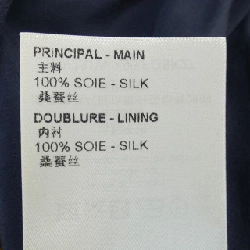 PRINCIPAL - MAIN
主料
100% SOIE - SILK
桑蚕丝
DOUBLURE - LINING
内衬
100% SOIE - SILK
桑蚕丝